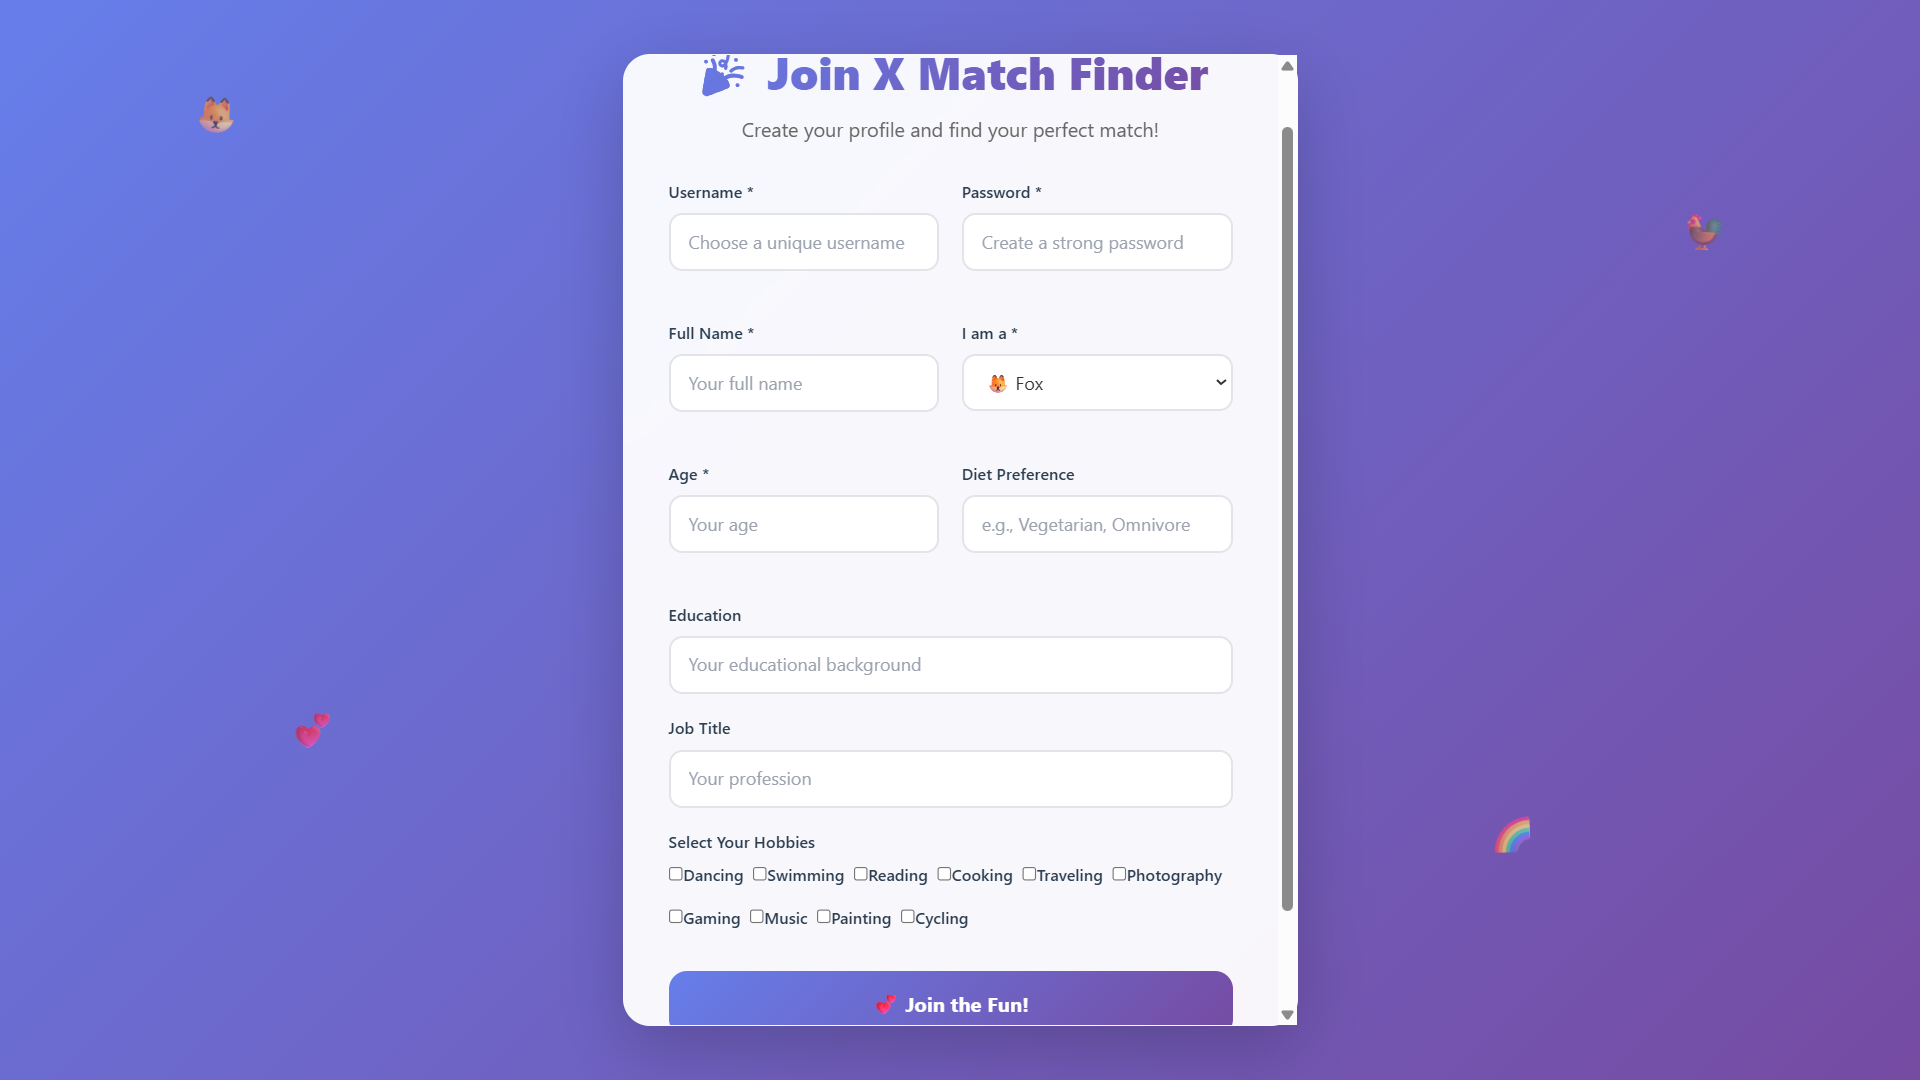 Join X Match Finder
Create your profile and find your perfect match!
Username * Password *
Choose a unique username Create a strong password
Full Name * I am a *
Your full name 🦊 Fox
Age * Diet Preference
Your age e.g., Vegetarian, Omnivore
Education
Your educational background
Job Title
Your profession
Select Your Hobbies
Dancing Swimming Reading Cooking Traveling Photography
Gaming Music Painting Cycling
💕 Join the Fun!